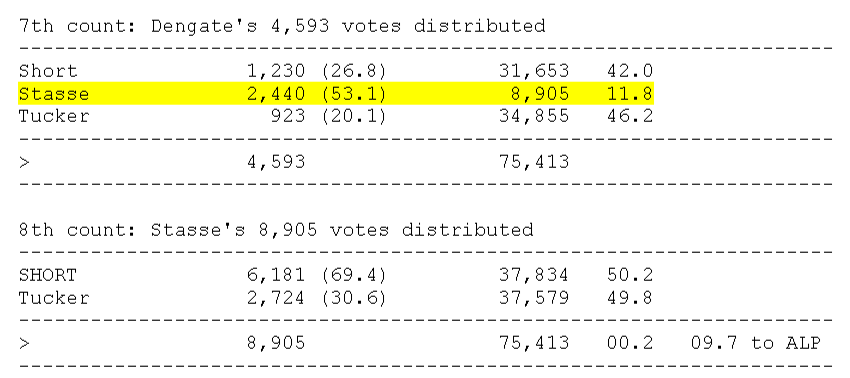 7th count: Dengate's 4,593 votes distributed
------------------------------------------------------------------
Short 1,230 (26.8) 31,653 42.0
Stasse 2,440 (53.1) 8,905 11.8
Tucker 923 (20.1) 34,855 46.2
------------------------------------------------------------------
> 4,593 75,413
------------------------------------------------------------------
8th count: Stasse's 8,905 votes distributed
------------------------------------------------------------------
SHORT 6,181 (69.4) 37,834 50.2
Tucker 2,724 (30.6) 37,579 49.8
------------------------------------------------------------------
> 8,905 75,413 00.2 09.7 to ALP
------------------------------------------------------------------